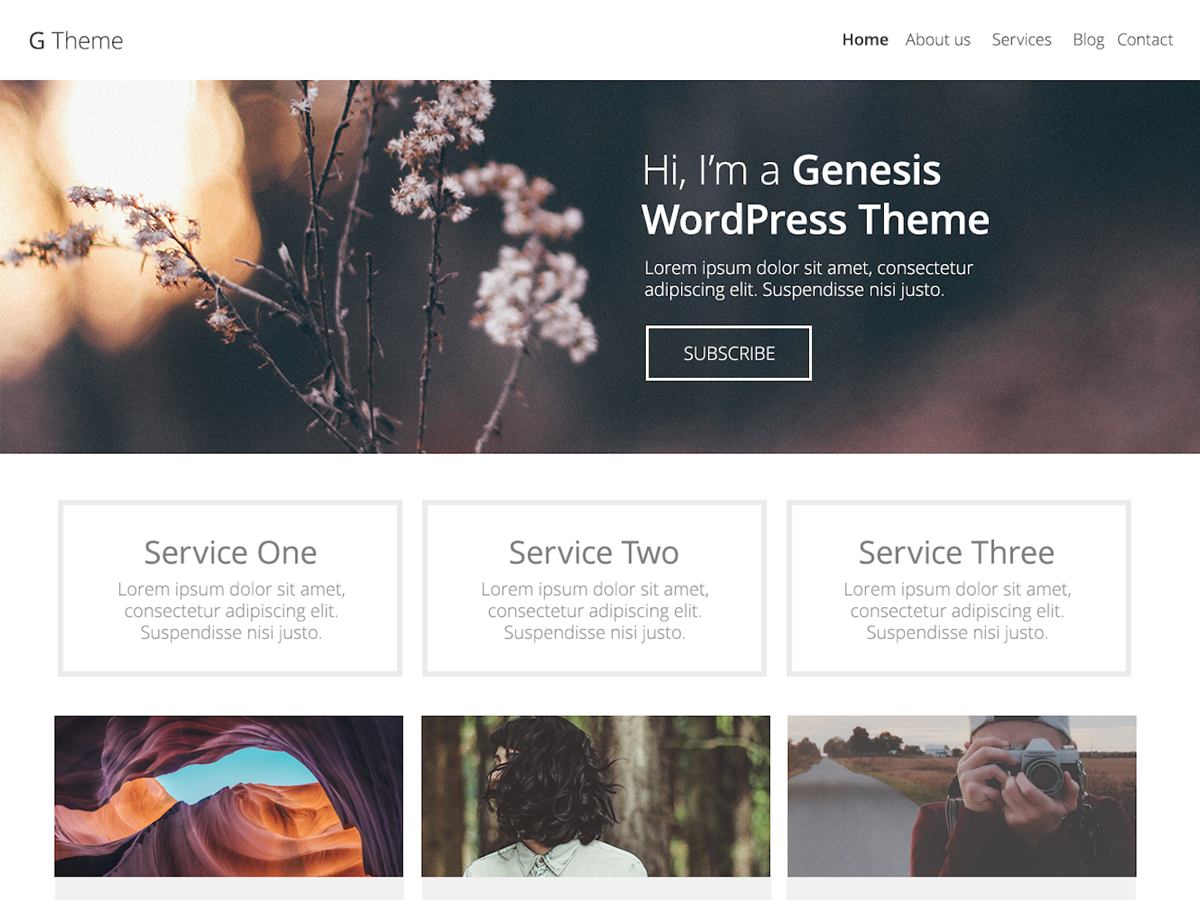 G Theme
Home About us Services Blog Contact
Hi, I’m a Genesis
WordPress Theme
Lorem ipsum dolor sit amet, consectetur
adipiscing elit. Suspendisse nisi justo.
SUBSCRIBE
Service One
Lorem ipsum dolor sit amet,
consectetur adipiscing elit.
Suspendisse nisi justo.
Service Two
Lorem ipsum dolor sit amet,
consectetur adipiscing elit.
Suspendisse nisi justo.
Service Three
Lorem ipsum dolor sit amet,
consectetur adipiscing elit.
Suspendisse nisi justo.